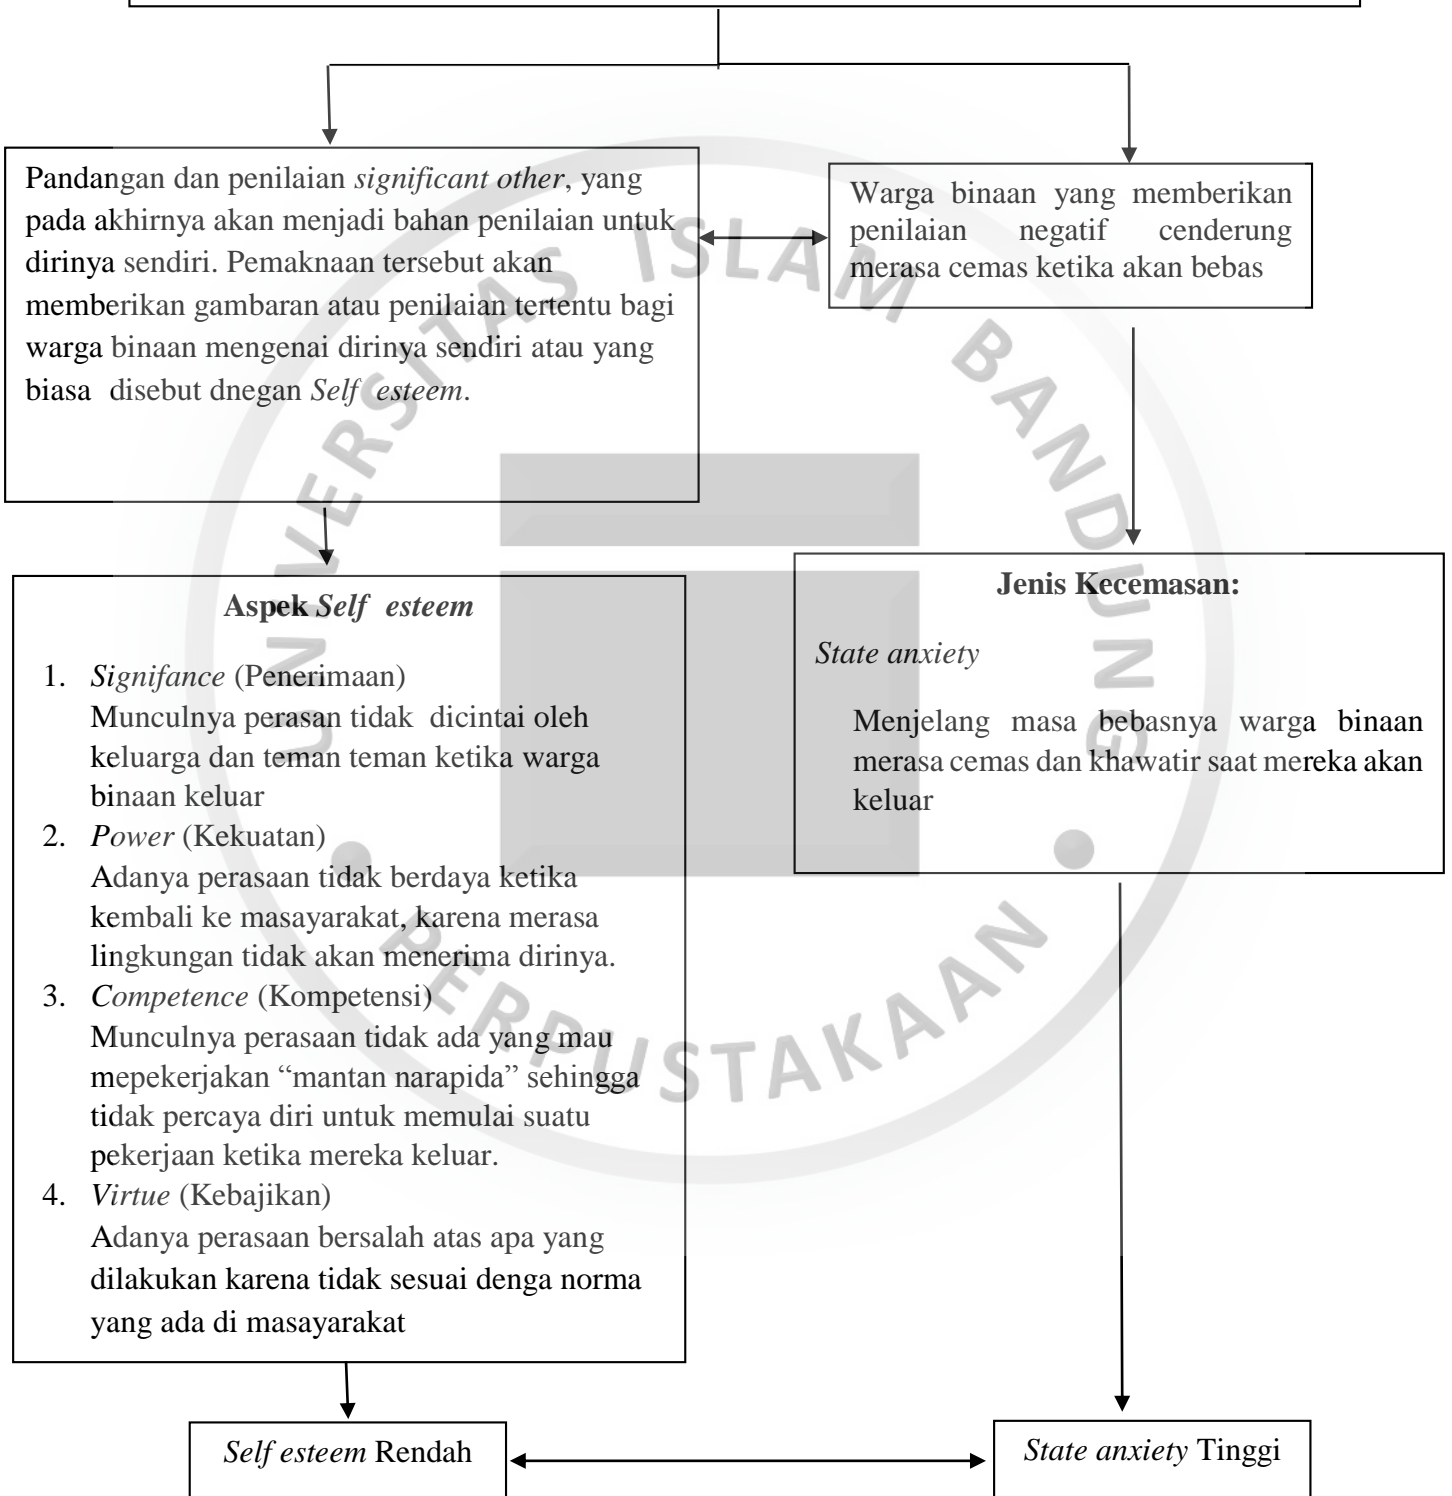 Pandangan dan penilaian significant other, yang
pada akhirnya akan menjadi bahan penilaian untuk
dirinya sendiri. Pemaknaan tersebut akan
memberikan gambaran atau penilaian tertentu bagi
warga binaan mengenai dirinya sendiri atau yang
biasa disebut dnegan Self esteem.
Warga binaan yang memberikan
penilaian negatif cenderung
merasa cemas ketika akan bebas
Aspek Self esteem
1. Signifance (Penerimaan)
Munculnya perasan tidak dicintai oleh
keluarga dan teman teman ketika warga
binaan keluar
2. Power (Kekuatan)
Adanya perasaan tidak berdaya ketika
kembali ke masayarakat, karena merasa
lingkungan tidak akan menerima dirinya.
3. Competence (Kompetensi)
Munculnya perasaan tidak ada yang mau
mepekerjakan “mantan narapida” sehingga
tidak percaya diri untuk memulai suatu
pekerjaan ketika mereka keluar.
4. Virtue (Kebajikan)
Adanya perasaan bersalah atas apa yang
dilakukan karena tidak sesuai denga norma
yang ada di masayarakat
Jenis Kecemasan:
State anxiety
Menjelang masa bebasnya warga binaan
merasa cemas dan khawatir saat mereka akan
keluar
Self esteem Rendah
State anxiety Tinggi
UNIVERSITAS ISLAM BANDUNG
PERPUSTAKAAN